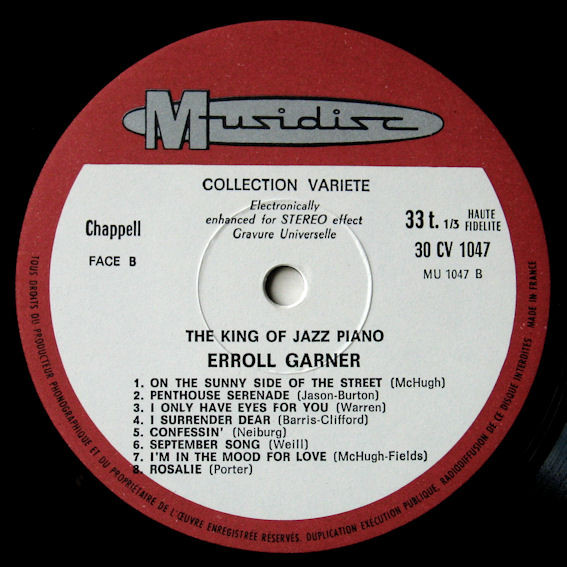 Musidisc
COLLECTION VARIETE
Electronically
enhanced for STEREO effect
Gravure Universelle
Chappell
FACE B
33 t. 1/3 HAUTE FIDELITE
30 CV 1047
MU 1047 B
THE KING OF JAZZ PIANO
ERROLL GARNER
1. ON THE SUNNY SIDE OF THE STREET (McHugh)
2. PENTHOUSE SERENADE (Jason-Burton)
3. I ONLY HAVE EYES FOR YOU (Warren)
4. I SURRENDER DEAR (Barris-Clifford)
5. CONFESSIN' (Neiburg)
6. SEPTEMBER SONG (Weill)
7. I'M IN THE MOOD FOR LOVE (McHugh-Fields)
8. ROSALIE (Porter)
TOUS DROITS DU PRODUCTEUR PHONOGRAPHIQUE ET DU PROPRIETAIRE DE L'ŒUVRE ENREGISTRÉE RÉSERVÉS. DUPLICATION EXÉCUTION PUBLIQUE, RADIODIFFUSION DE CE DISQUE INTERDITES - MADE IN FRANCE